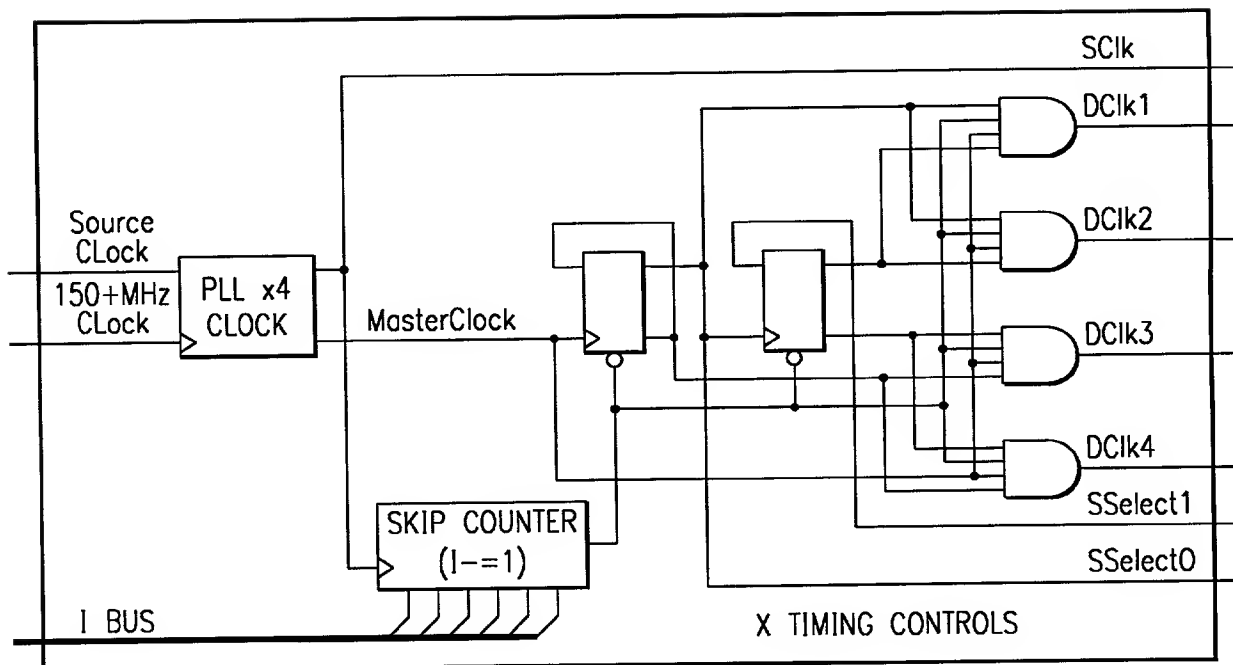 SClk
DClk1
DClk2
Source
CLock
150+MHz
CLock
PLL x4
CLOCK
MasterClock
DClk3
DClk4
SSelect1
SKIP COUNTER
(I-=1)
SSelect0
I BUS
X TIMING CONTROLS